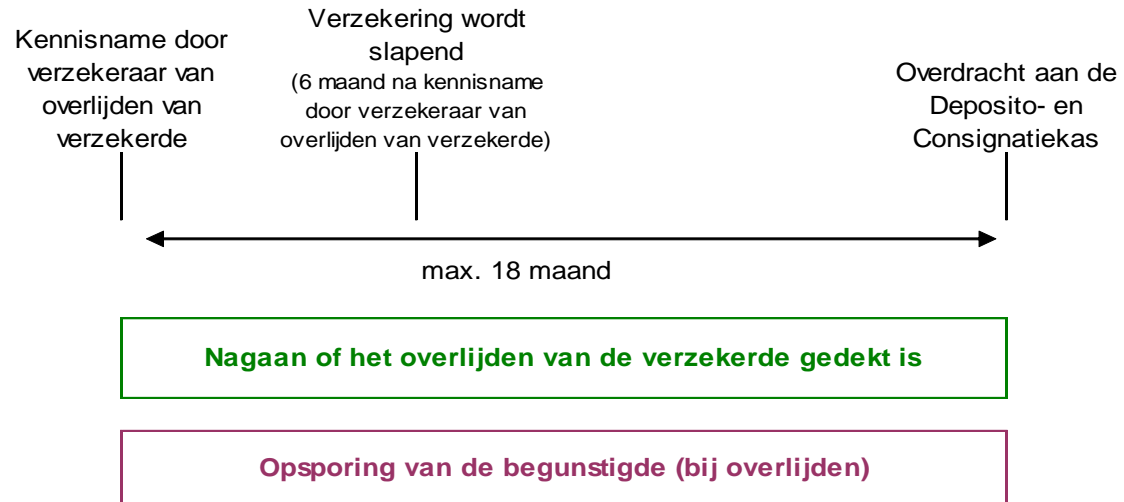 Kennisname door
verzekeraar van
overlijden van
verzekerde
Verzekering wordt
slapend
(6 maand na kennisname
door verzekeraar van
overlijden van verzekerde)
Overdracht aan de
Deposito- en
Consignatiekas
max. 18 maand
Nagaan of het overlijden van de verzekerde gedekt is
Opsporing van de begunstigde (bij overlijden)